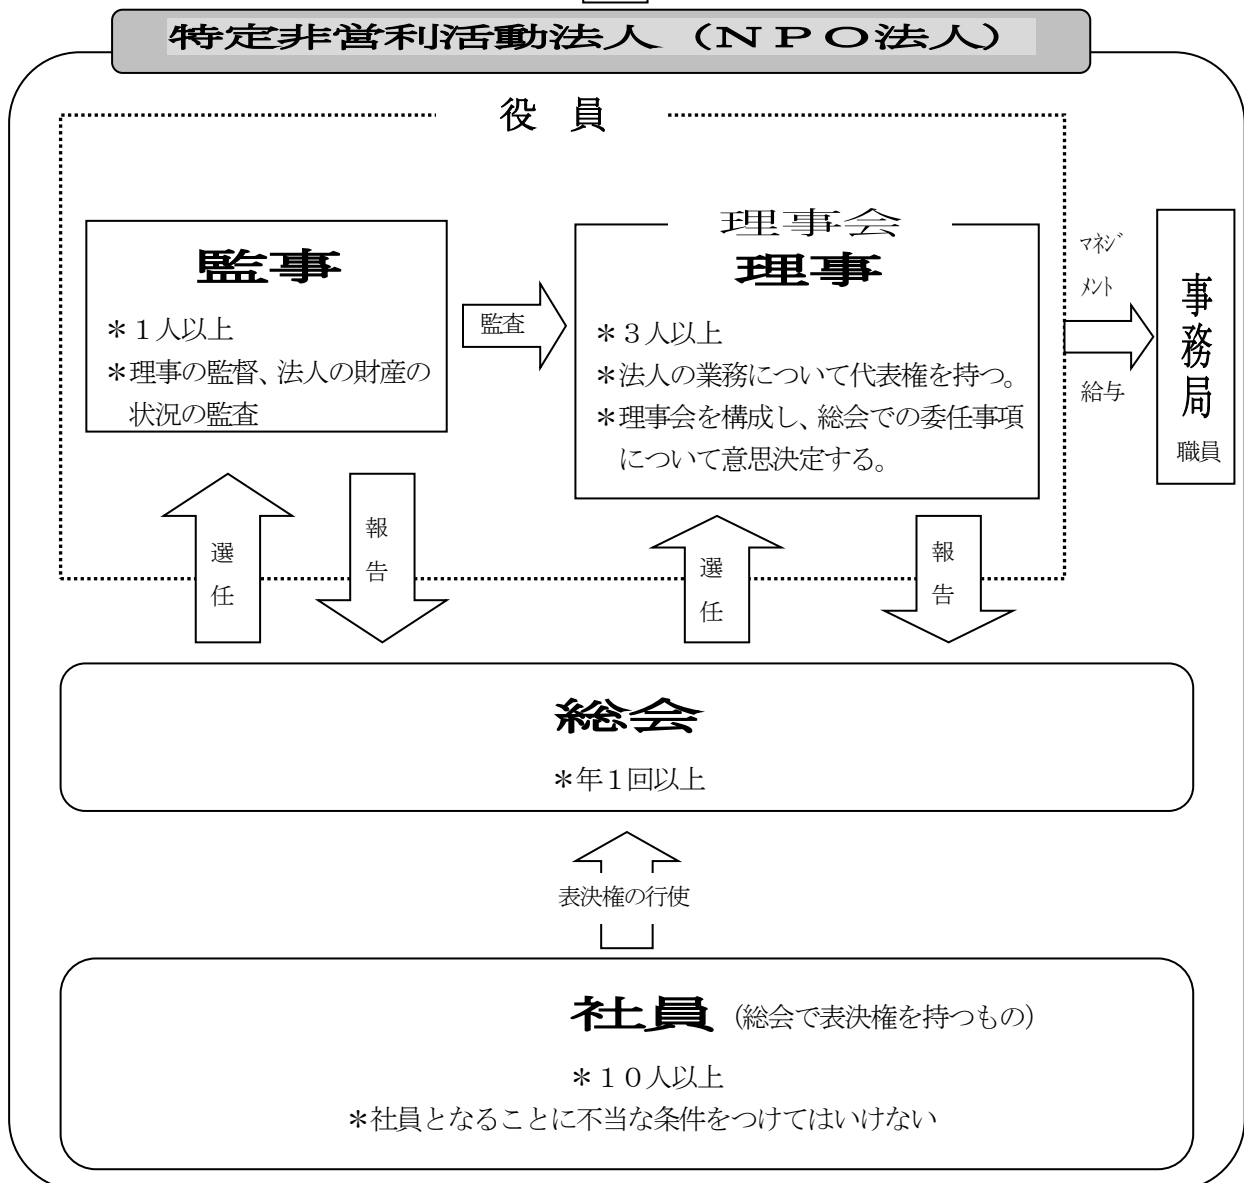 特定非営利活動法人(NPO法人)
役 員
監事
*1人以上
*理事の監督、法人の財産の
状況の監査
監査
理事会
理事
*3人以上
*法人の業務について代表権を持つ。
*理事会を構成し、総会での委任事項
について意思決定する。
マネジ
メント
給与
事務局
職員
選任
報告
選任
報告
総会
*年1回以上
表決権の行使
社員(総会で表決権を持つもの)
*10人以上
*社員となることに不当な条件をつけてはいけない